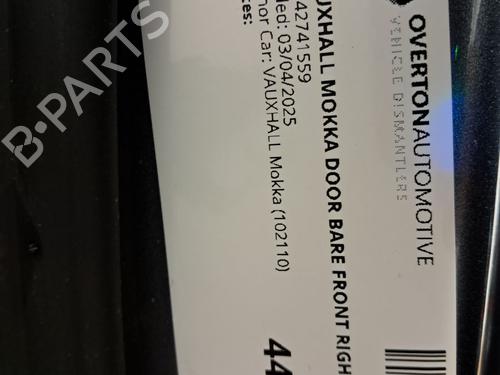 OVERTONAUTOMOTIVE
VEHICLE DISMANTLERS
UXHALL MOKKA DOOR BARE FRONT RIGH
42741559
led: 03/04/2025
nor Car: VAUXHALL Mokka (102110)
ces:
44
B-PARTS